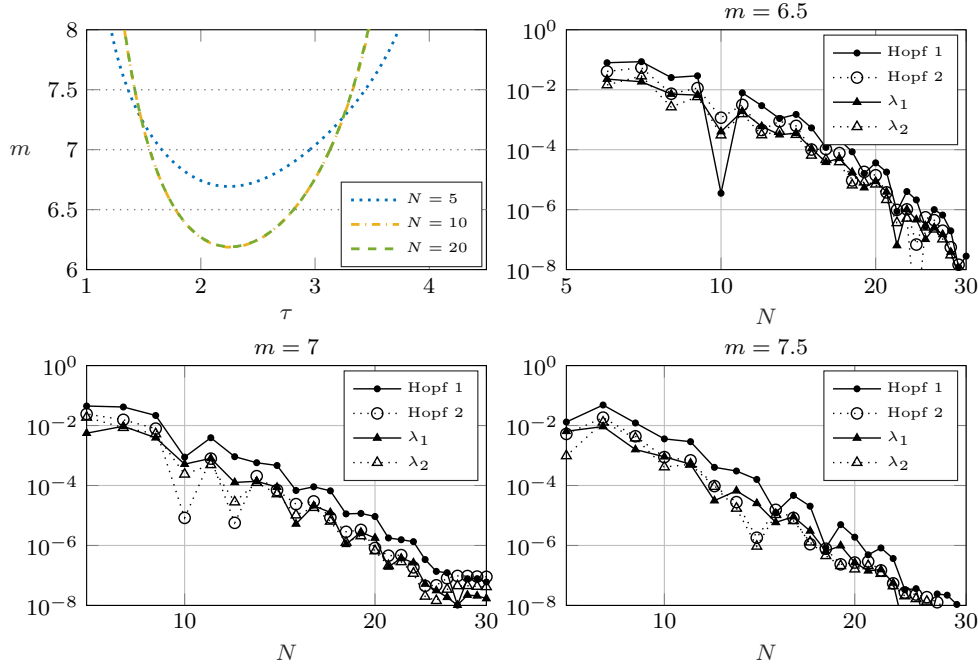 m = 6.5
8
7.5
7
6.5
6
m
N = 5
N = 10
N = 20
1
2
3
4
τ
10^0
10^−2
10^−4
10^−6
10^−8
Hopf 1
Hopf 2
λ1
λ2
5
10
20
30
N
m = 7
10^0
10^−2
10^−4
10^−6
10^−8
Hopf 1
Hopf 2
λ1
λ2
10
20
30
N
m = 7.5
10^0
10^−2
10^−4
10^−6
10^−8
Hopf 1
Hopf 2
λ1
λ2
10
20
30
N